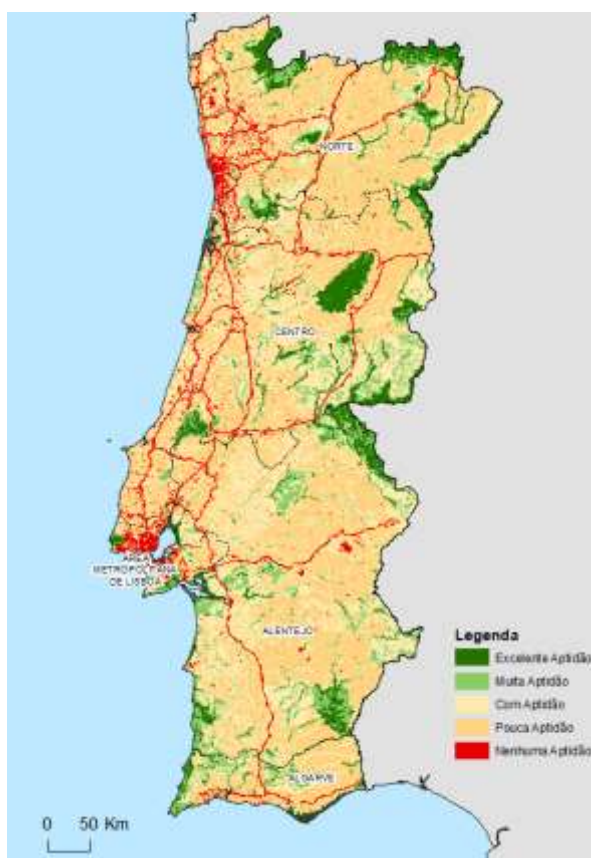 NORTE
CENTRO
ÁREA
METROPOLITANA
DE LISBOA
ALENTEJO
ALGARVE
Legenda
Excelente Aptidão
Muita Aptidão
Com Aptidão
Pouca Aptidão
Nenhuma Aptidão
0 50 Km